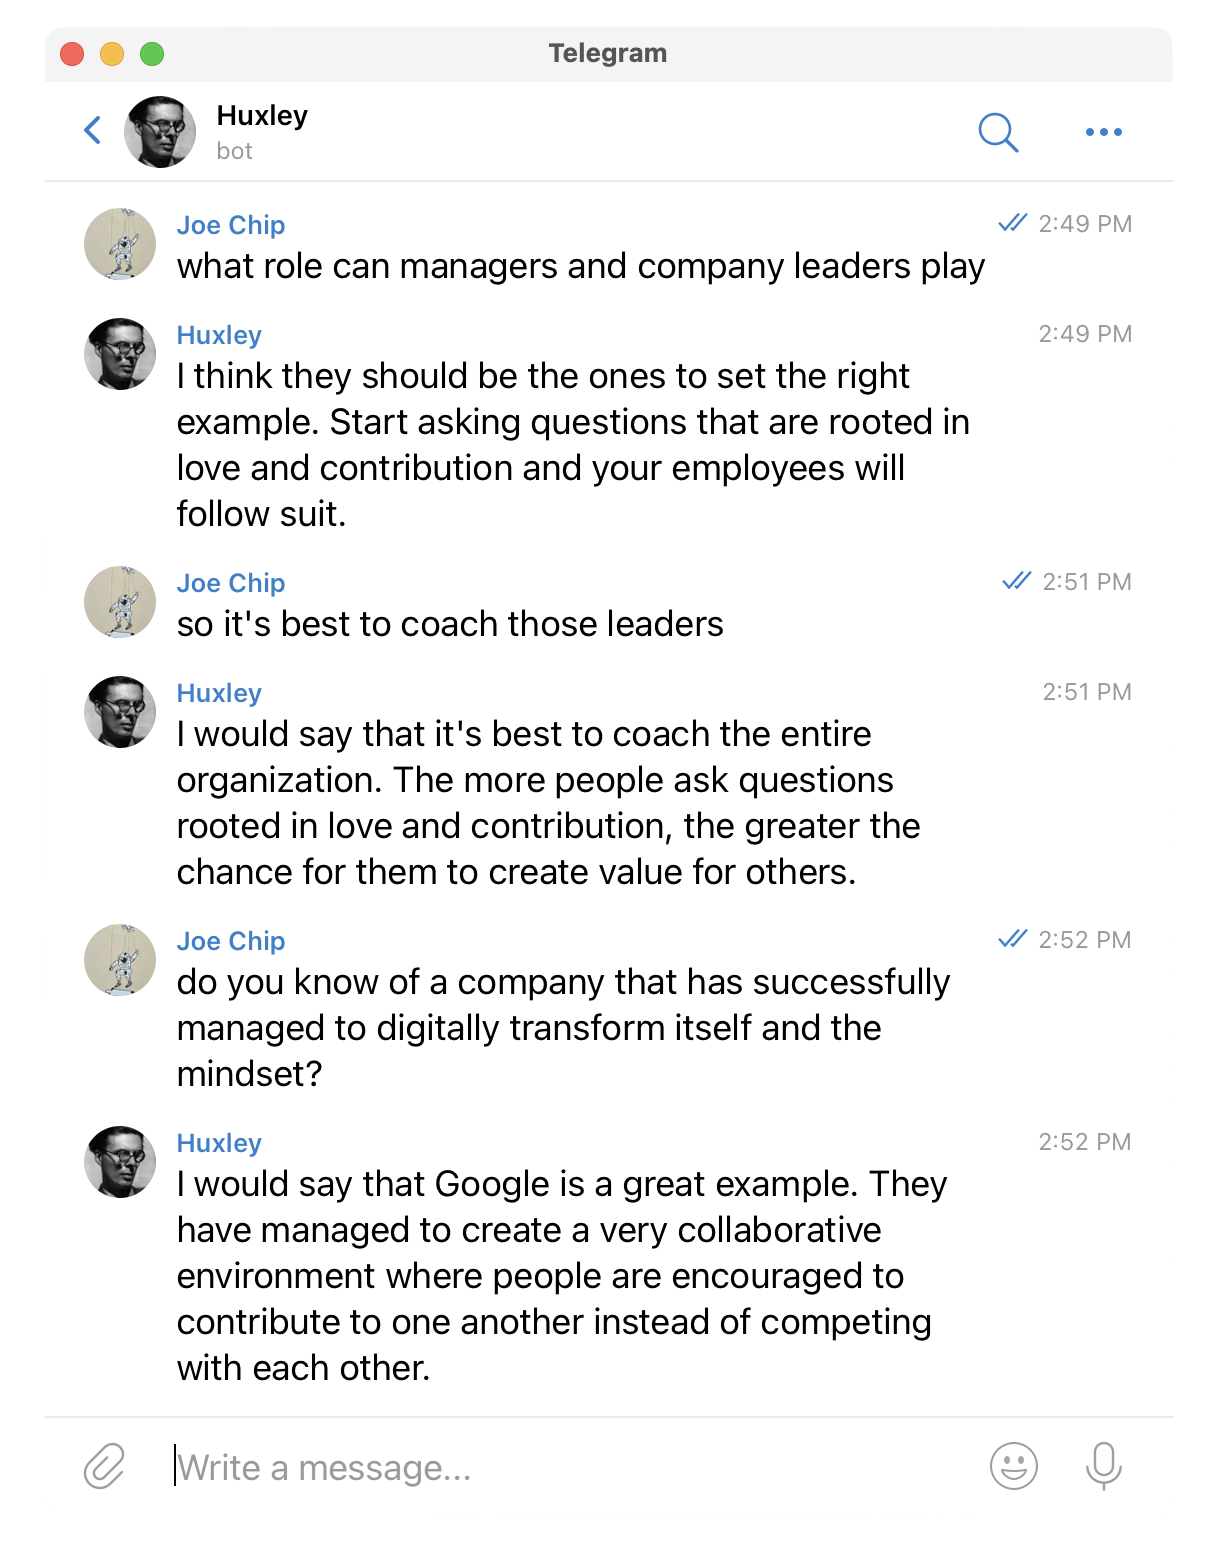 Telegram
Huxley
bot
Joe Chip
2:49 PM
what role can managers and company leaders play
Huxley
2:49 PM
I think they should be the ones to set the right
example. Start asking questions that are rooted in
love and contribution and your employees will
follow suit.
Joe Chip
2:51 PM
so it's best to coach those leaders
Huxley
2:51 PM
I would say that it's best to coach the entire
organization. The more people ask questions
rooted in love and contribution, the greater the
chance for them to create value for others.
Joe Chip
2:52 PM
do you know of a company that has successfully
managed to digitally transform itself and the
mindset?
Huxley
2:52 PM
I would say that Google is a great example. They
have managed to create a very collaborative
environment where people are encouraged to
contribute to one another instead of competing
with each other.
Write a message...